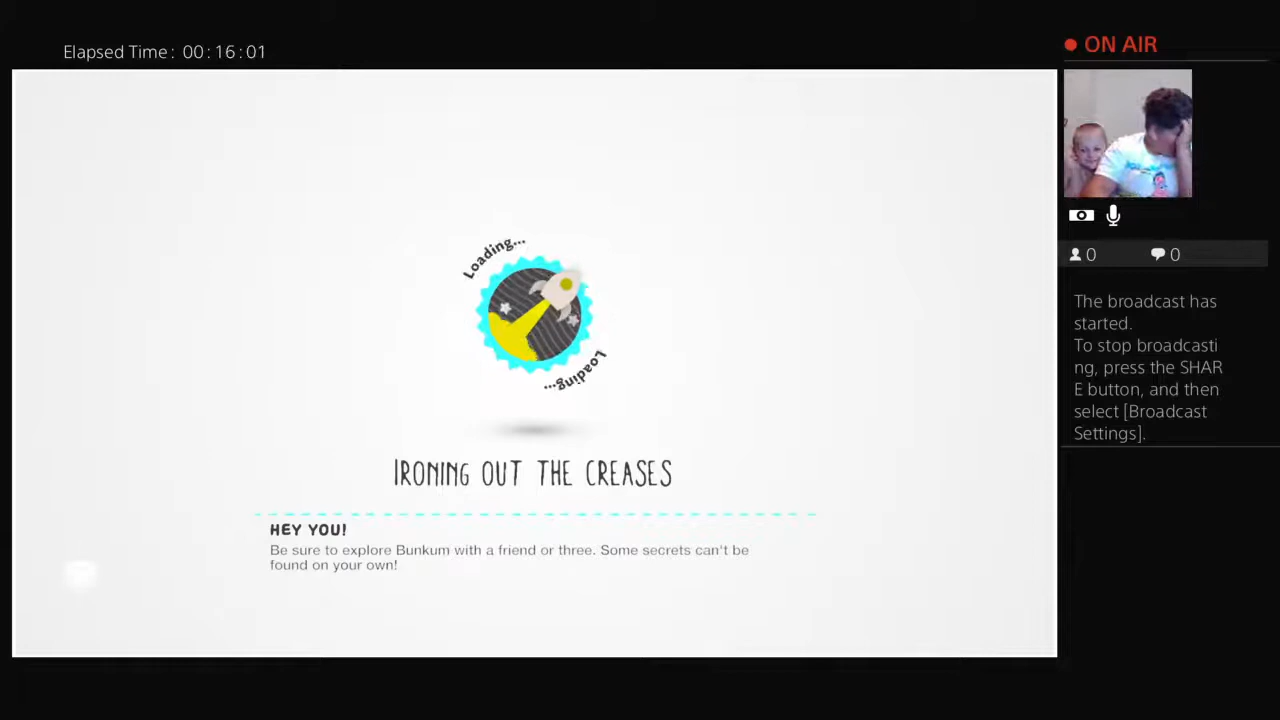 Elapsed Time: 00:16:01
ON AIR
Loading...
Loading...
0
0
IRONING OUT THE CREASES
HEY YOU!
Be sure to explore Bunkum with a friend or three. Some secrets can't be
found on your own!
The broadcast has
started.
To stop broadcasti
ng, press the SHAR
E button, and then
select [Broadcast
Settings].